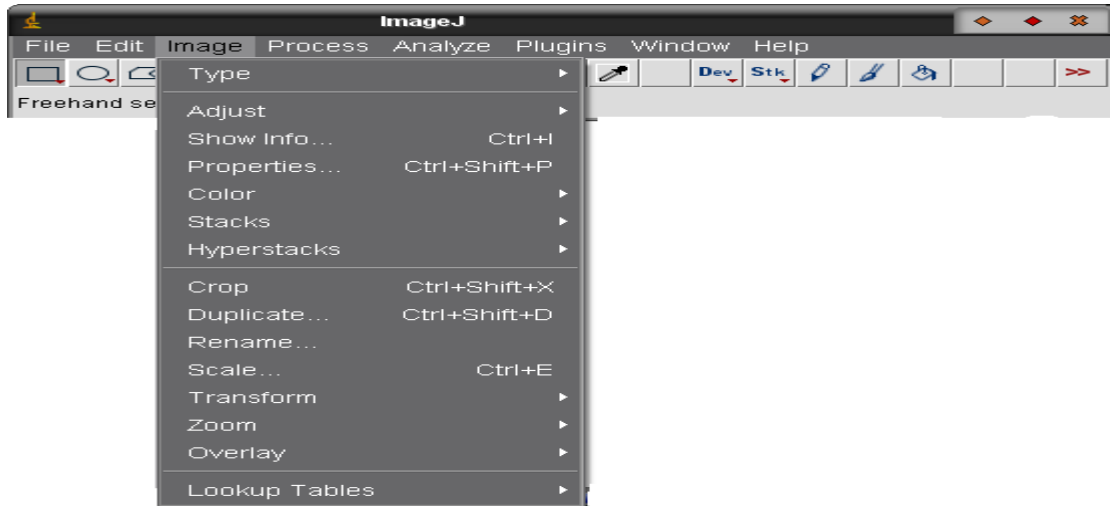 ImageJ
File Edit Image Process Analyze Plugins Window Help
Type Dev Stk >>
Freehand se
Adjust
Show Info... Ctrl+I
Properties... Ctrl+Shift+P
Color
Stacks
Hyperstacks
Crop Ctrl+Shift+X
Duplicate... Ctrl+Shift+D
Rename...
Scale... Ctrl+E
Transform
Zoom
Overlay
Lookup Tables